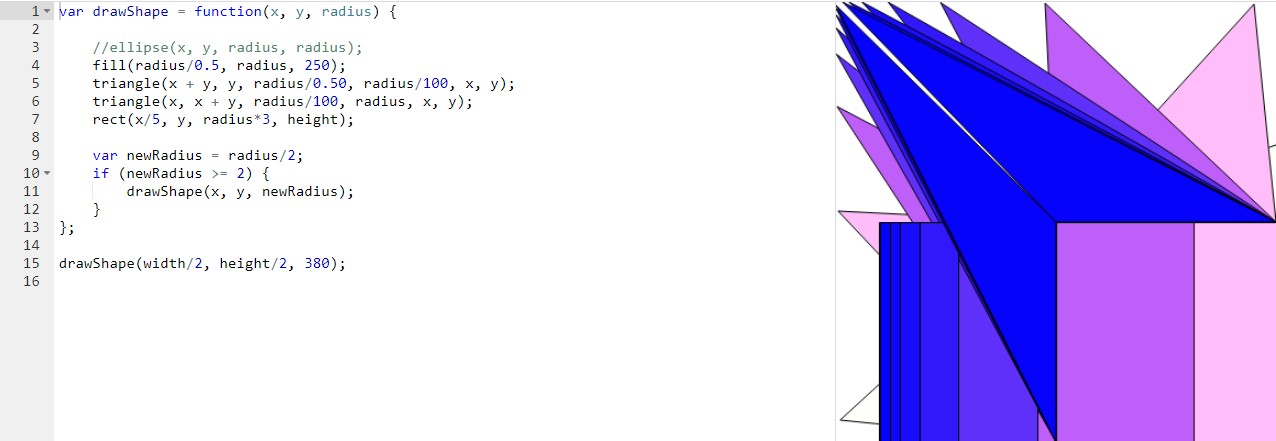 1 var drawShape = function(x, y, radius) {
2
3 //ellipse(x, y, radius, radius);
4 fill(radius/0.5, radius, 250);
5 triangle(x + y, y, radius/0.50, radius/100, x, y);
6 triangle(x, x + y, radius/100, radius, x, y);
7 rect(x/5, y, radius*3, height);
8
9 var newRadius = radius/2;
10 if (newRadius >= 2) {
11 drawShape(x, y, newRadius);
12 }
13 };
14
15 drawShape(width/2, height/2, 380);
16